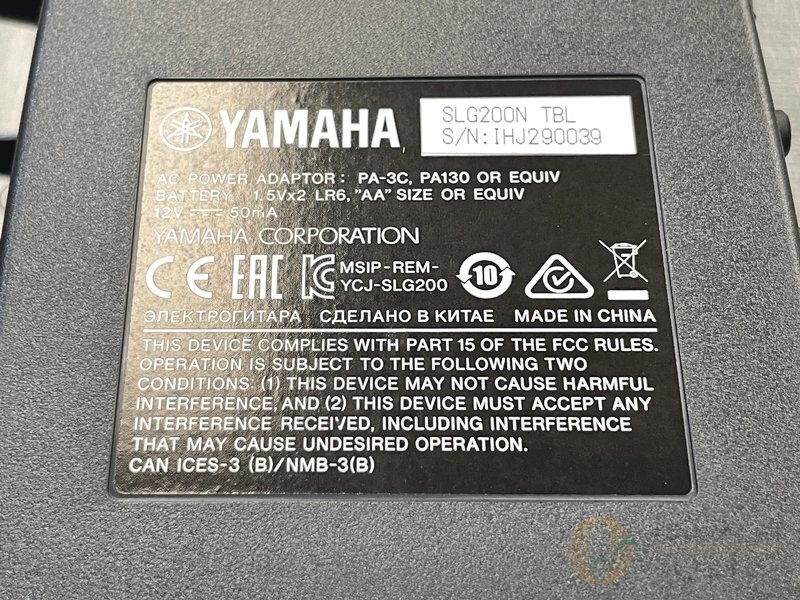 YAMAHA
SLG200N TBL
S/N:IHJ290039
AC POWER ADAPTOR : PA-3C, PA130 OR EQUIV
BATTERY 1.5Vx2 LR6, "AA" SIZE OR EQUIV
12V ⎓ 50mA
YAMAHA CORPORATION
CE EAC KC MSIP-REM-
YCJ-SLG200
10
ЭЛЕКТРОГИТАРА СДЕЛАНО В КИТАЕ MADE IN CHINA
THIS DEVICE COMPLIES WITH PART 15 OF THE FCC RULES.
OPERATION IS SUBJECT TO THE FOLLOWING TWO
CONDITIONS: (1) THIS DEVICE MAY NOT CAUSE HARMFUL
INTERFERENCE, AND (2) THIS DEVICE MUST ACCEPT ANY
INTERFERENCE RECEIVED, INCLUDING INTERFERENCE
THAT MAY CAUSE UNDESIRED OPERATION.
CAN ICES-3 (B)/NMB-3(B)